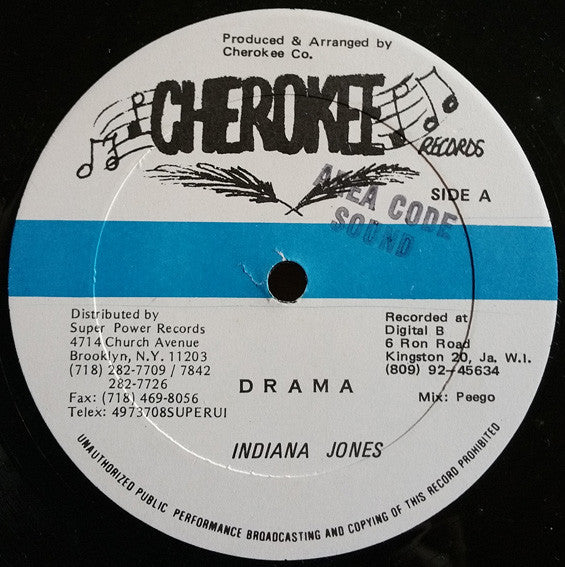 Produced & Arranged by
Cherokee Co.
CHEROKEE
RECORDS
SIDE A
AREA CODE
SOUND
Distributed by
Super Power Records
4714 Church Avenue
Brooklyn, N.Y. 11203
(718) 282-7709 / 7842
282-7726
Fax: (718) 469-8056
Telex: 4973708SUPERUI
Recorded at
Digital B
6 Ron Road
Kingston 20, Ja. W.I.
(809) 92-45634
Mix: Peego
DRAMA
INDIANA JONES
UNAUTHORIZED PUBLIC PERFORMANCE BROADCASTING AND COPYING OF THIS RECORD PROHIBITED